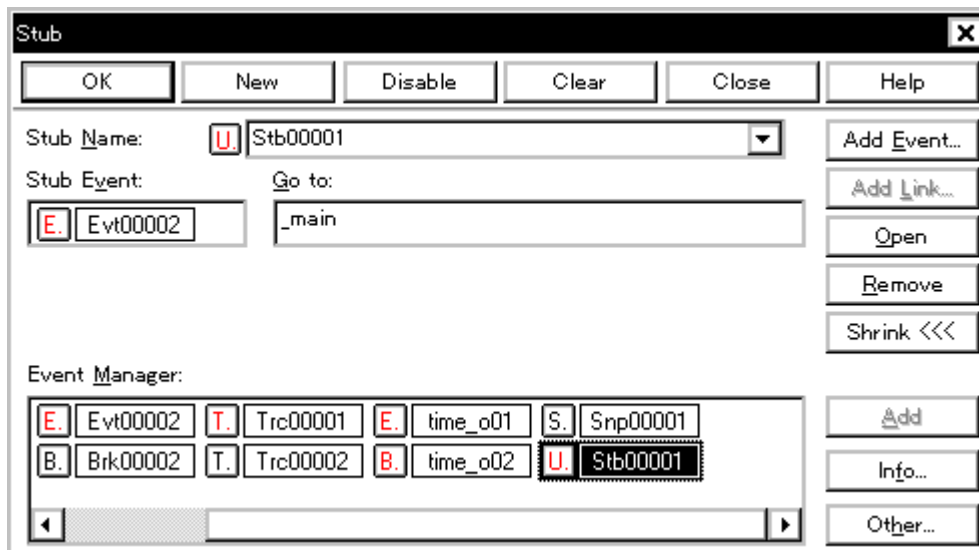 Stub
OK New Disable Clear Close Help
Stub Name: U. Stb00001 Add Event...
Stub Event: Go to: Add Link...
E. Evt00002 _main Open
Remove
Shrink <<<
Event Manager:
E. Evt00002 T. Trc00001 E. time_o01 S. Snp00001 Add
B. Brk00002 T. Trc00002 B. time_o02 U. Stb00001 Info...
Other...